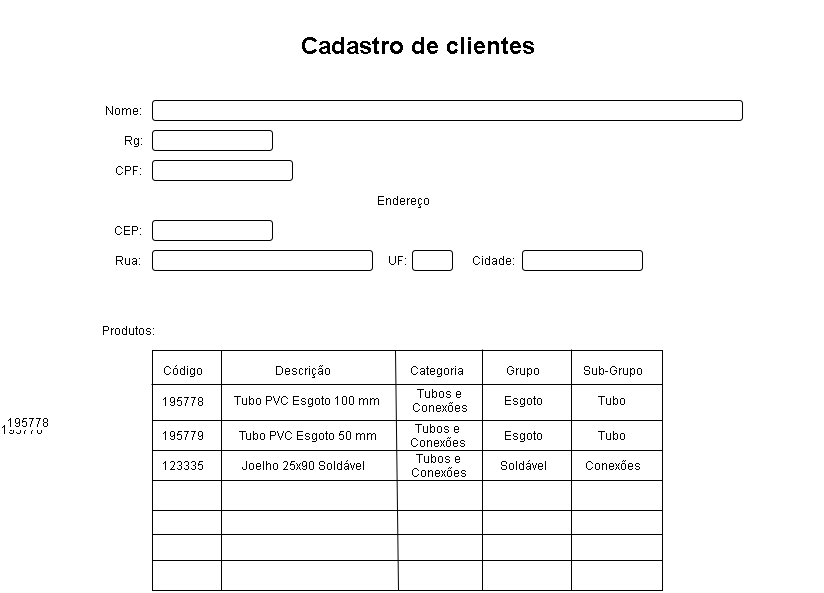 Cadastro de clientes
Nome:
Rg:
CPF:
Endereço
CEP:
Rua: UF: Cidade:
Produtos:
Código Descrição Categoria Grupo Sub-Grupo
195778 Tubo PVC Esgoto 100 mm Tubos e Conexões Esgoto Tubo
195778
195779 Tubo PVC Esgoto 50 mm Tubos e Conexões Esgoto Tubo
123335 Joelho 25x90 Soldável Tubos e Conexões Soldável Conexões